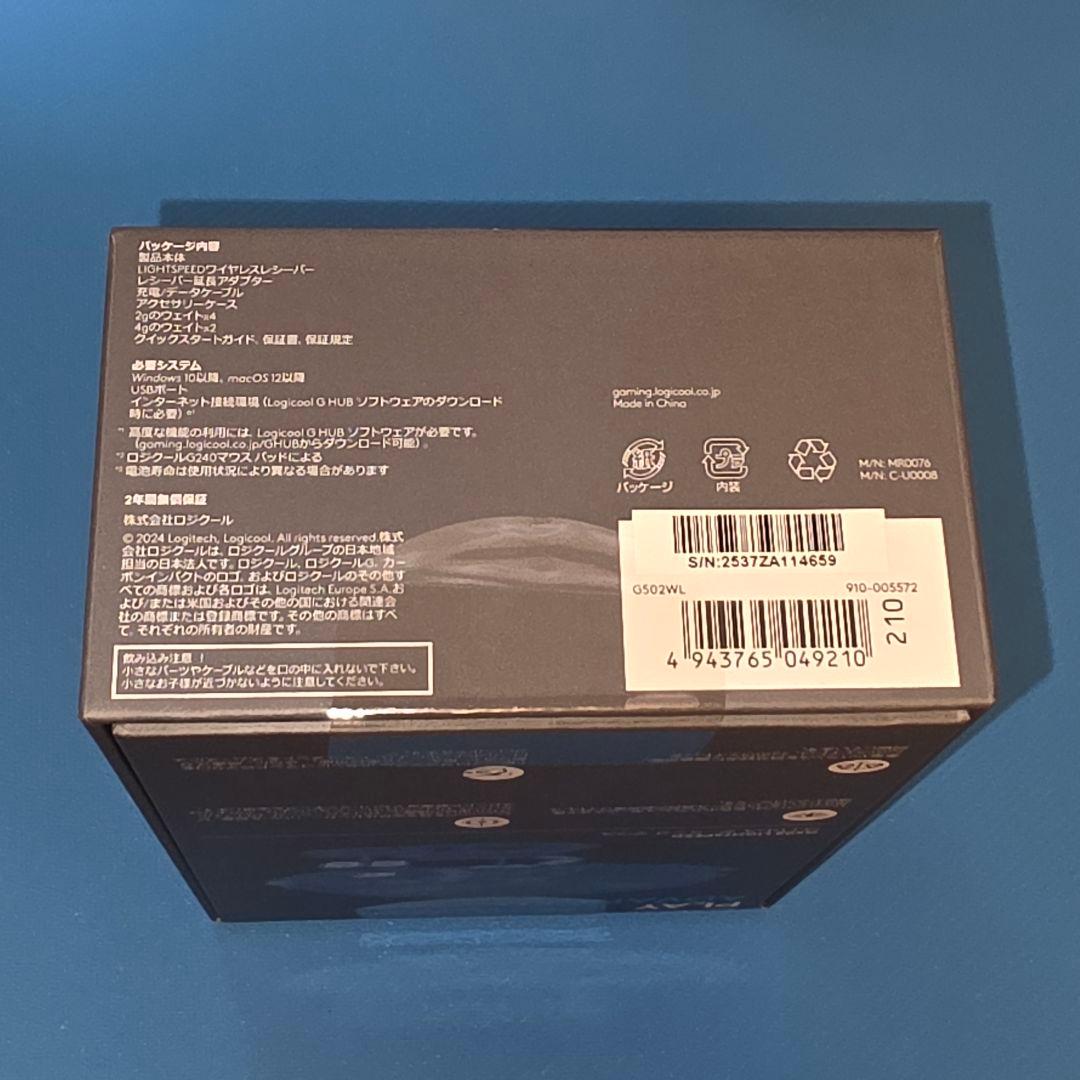 パッケージ内容
製品本体
LIGHTSPEEDワイヤレスレシーバー
レシーバー延長アダプター
充電/データケーブル
アクセサリーケース
2gのウェイトx4
4gのウェイトx2
クイックスタートガイド、保証書、保証規定
必要システム
Windows 10以降、macOS 12以降
USBポート
インターネット接続環境 (Logicool G HUB ソフトウェアのダウンロード
時に必要) *¹
*¹ 高度な機能の利用には、Logicool G HUB ソフトウェアが必要です。
(gaming.logicool.co.jp/GHUBからダウンロード可能) 。
*² ロジクールG240マウス パッドによる
*³ 電池寿命は使用状況により異なる場合があります
2年間無償保証
株式会社ロジクール
© 2024 Logitech, Logicool. All rights reserved.株式
会社ロジクールは、ロジクールグループの日本地域
担当の日本法人です。ロジクール、ロジクールG、カー
ボンインパクトのロゴ、およびロジクールのその他す
べての商標および各ロゴは、Logitech Europe S.A.お
よび/または米国およびその他の国における関連会
社の商標または登録商標です。その他の商標はすべ
て、それぞれの所有者の財産です。
飲み込み注意 !
小さなパーツやケーブルなどを口の中に入れないで下さい。
小さなお子様が近づかないように注意してください。
gaming.logicool.co.jp
Made in China
紙
パッケージ
プラ
内装
M/N: MR0076
M/N: C-U0008
S/N:2537ZA114659
G502WL 910-005572
4 943765 049210
210
PLAY